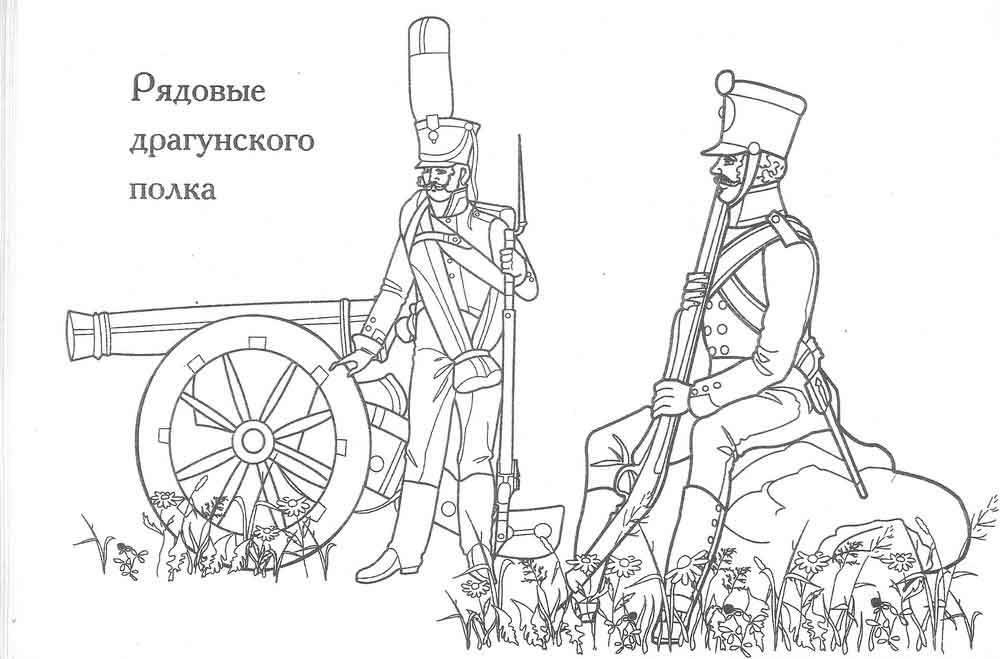 Рядовые
драгунского
полка